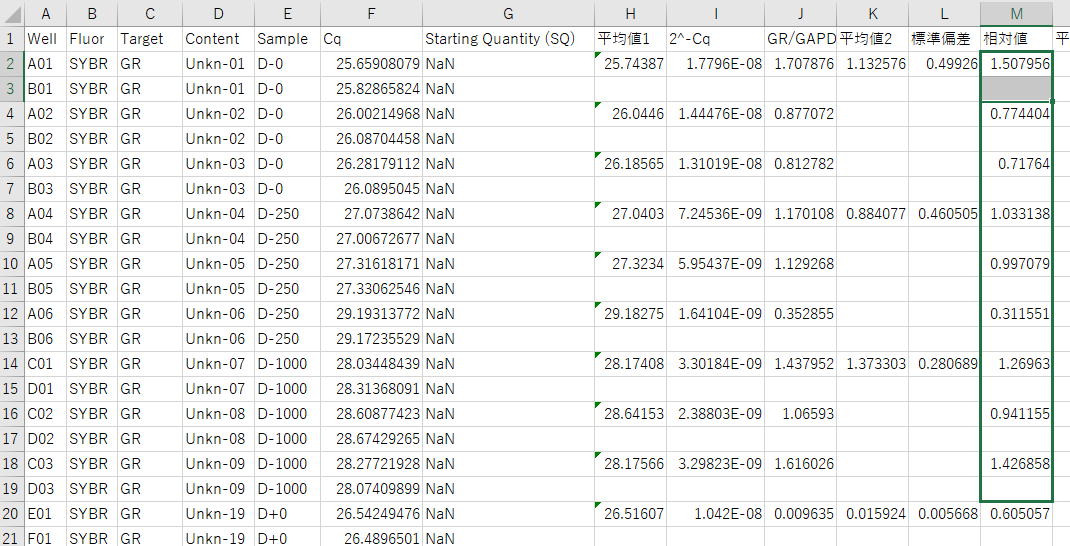 A B C D E F G H I J K L M
1 Well Fluor Target Content Sample Cq Starting Quantity (SQ) 平均値1 2^-Cq GR/GAPD 平均値2 標準偏差 相対値 平
2 A01 SYBR GR Unkn-01 D-0 25.65908079 NaN 25.74387 1.7796E-08 1.707876 1.132576 0.49926 1.507956
3 B01 SYBR GR Unkn-01 D-0 25.82865824 NaN
4 A02 SYBR GR Unkn-02 D-0 26.00214968 NaN 26.0446 1.44476E-08 0.877072 0.774404
5 B02 SYBR GR Unkn-02 D-0 26.08704458 NaN
6 A03 SYBR GR Unkn-03 D-0 26.28179112 NaN 26.18565 1.31019E-08 0.812782 0.71764
7 B03 SYBR GR Unkn-03 D-0 26.0895045 NaN
8 A04 SYBR GR Unkn-04 D-250 27.0738642 NaN 27.0403 7.24536E-09 1.170108 0.884077 0.460505 1.033138
9 B04 SYBR GR Unkn-04 D-250 27.00672677 NaN
10 A05 SYBR GR Unkn-05 D-250 27.31618171 NaN 27.3234 5.95437E-09 1.129268 0.997079
11 B05 SYBR GR Unkn-05 D-250 27.33062546 NaN
12 A06 SYBR GR Unkn-06 D-250 29.19313772 NaN 29.18275 1.64104E-09 0.352855 0.311551
13 B06 SYBR GR Unkn-06 D-250 29.17235529 NaN
14 C01 SYBR GR Unkn-07 D-1000 28.03448439 NaN 28.17408 3.30184E-09 1.437952 1.373303 0.280689 1.26963
15 D01 SYBR GR Unkn-07 D-1000 28.31368091 NaN
16 C02 SYBR GR Unkn-08 D-1000 28.60877423 NaN 28.64153 2.38803E-09 1.06593 0.941155
17 D02 SYBR GR Unkn-08 D-1000 28.67429265 NaN
18 C03 SYBR GR Unkn-09 D-1000 28.27721928 NaN 28.17566 3.29823E-09 1.616026 1.426858
19 D03 SYBR GR Unkn-09 D-1000 28.07409899 NaN
20 E01 SYBR GR Unkn-19 D+0 26.54249476 NaN 26.51607 1.042E-08 0.009635 0.015924 0.005668 0.605057
21 F01 SYBR GR Unkn-19 D+0 26.4896501 NaN